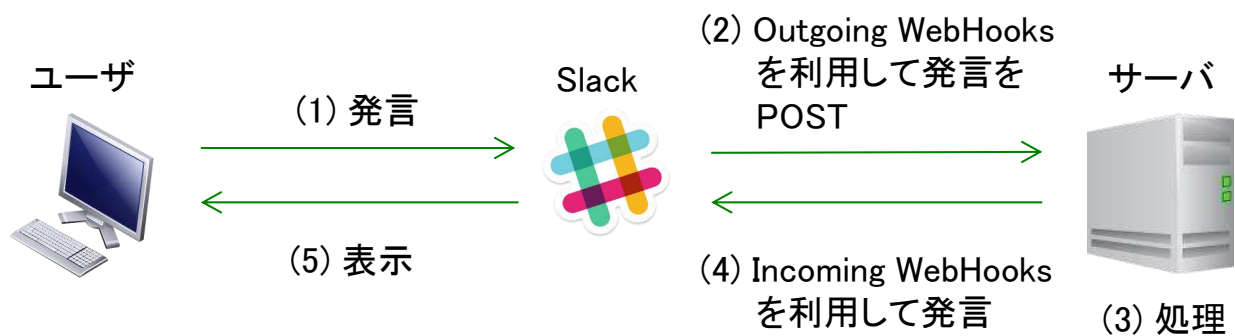 ユーザ
(1) 発言
(5) 表示
Slack
(2) Outgoing WebHooks
を利用して発言を
POST
(4) Incoming WebHooks
を利用して発言
サーバ
(3) 処理